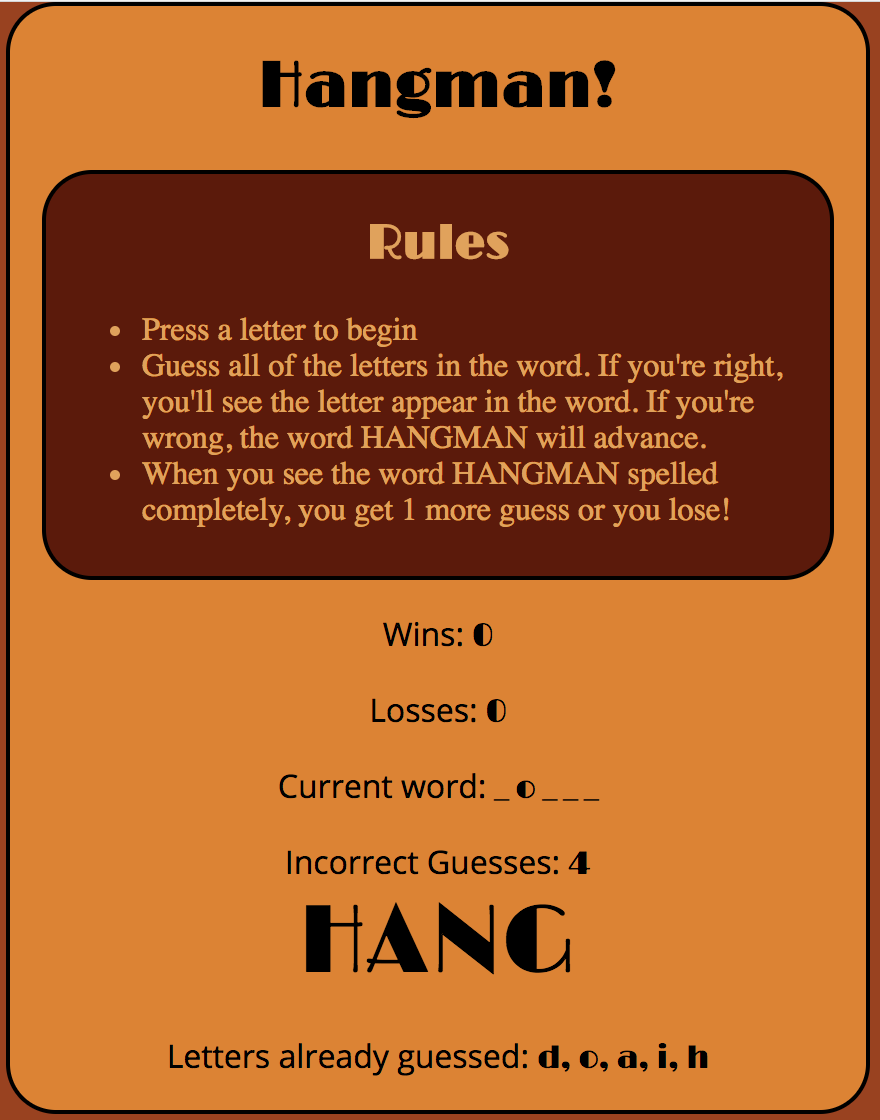 Hangman!
Rules
• Press a letter to begin
• Guess all of the letters in the word. If you're right,
you'll see the letter appear in the word. If you're
wrong, the word HANGMAN will advance.
• When you see the word HANGMAN spelled
completely, you get 1 more guess or you lose!
Wins: 0
Losses: 0
Current word: _ o _ _ _
Incorrect Guesses: 4
HANG
Letters already guessed: d, o, a, i, h